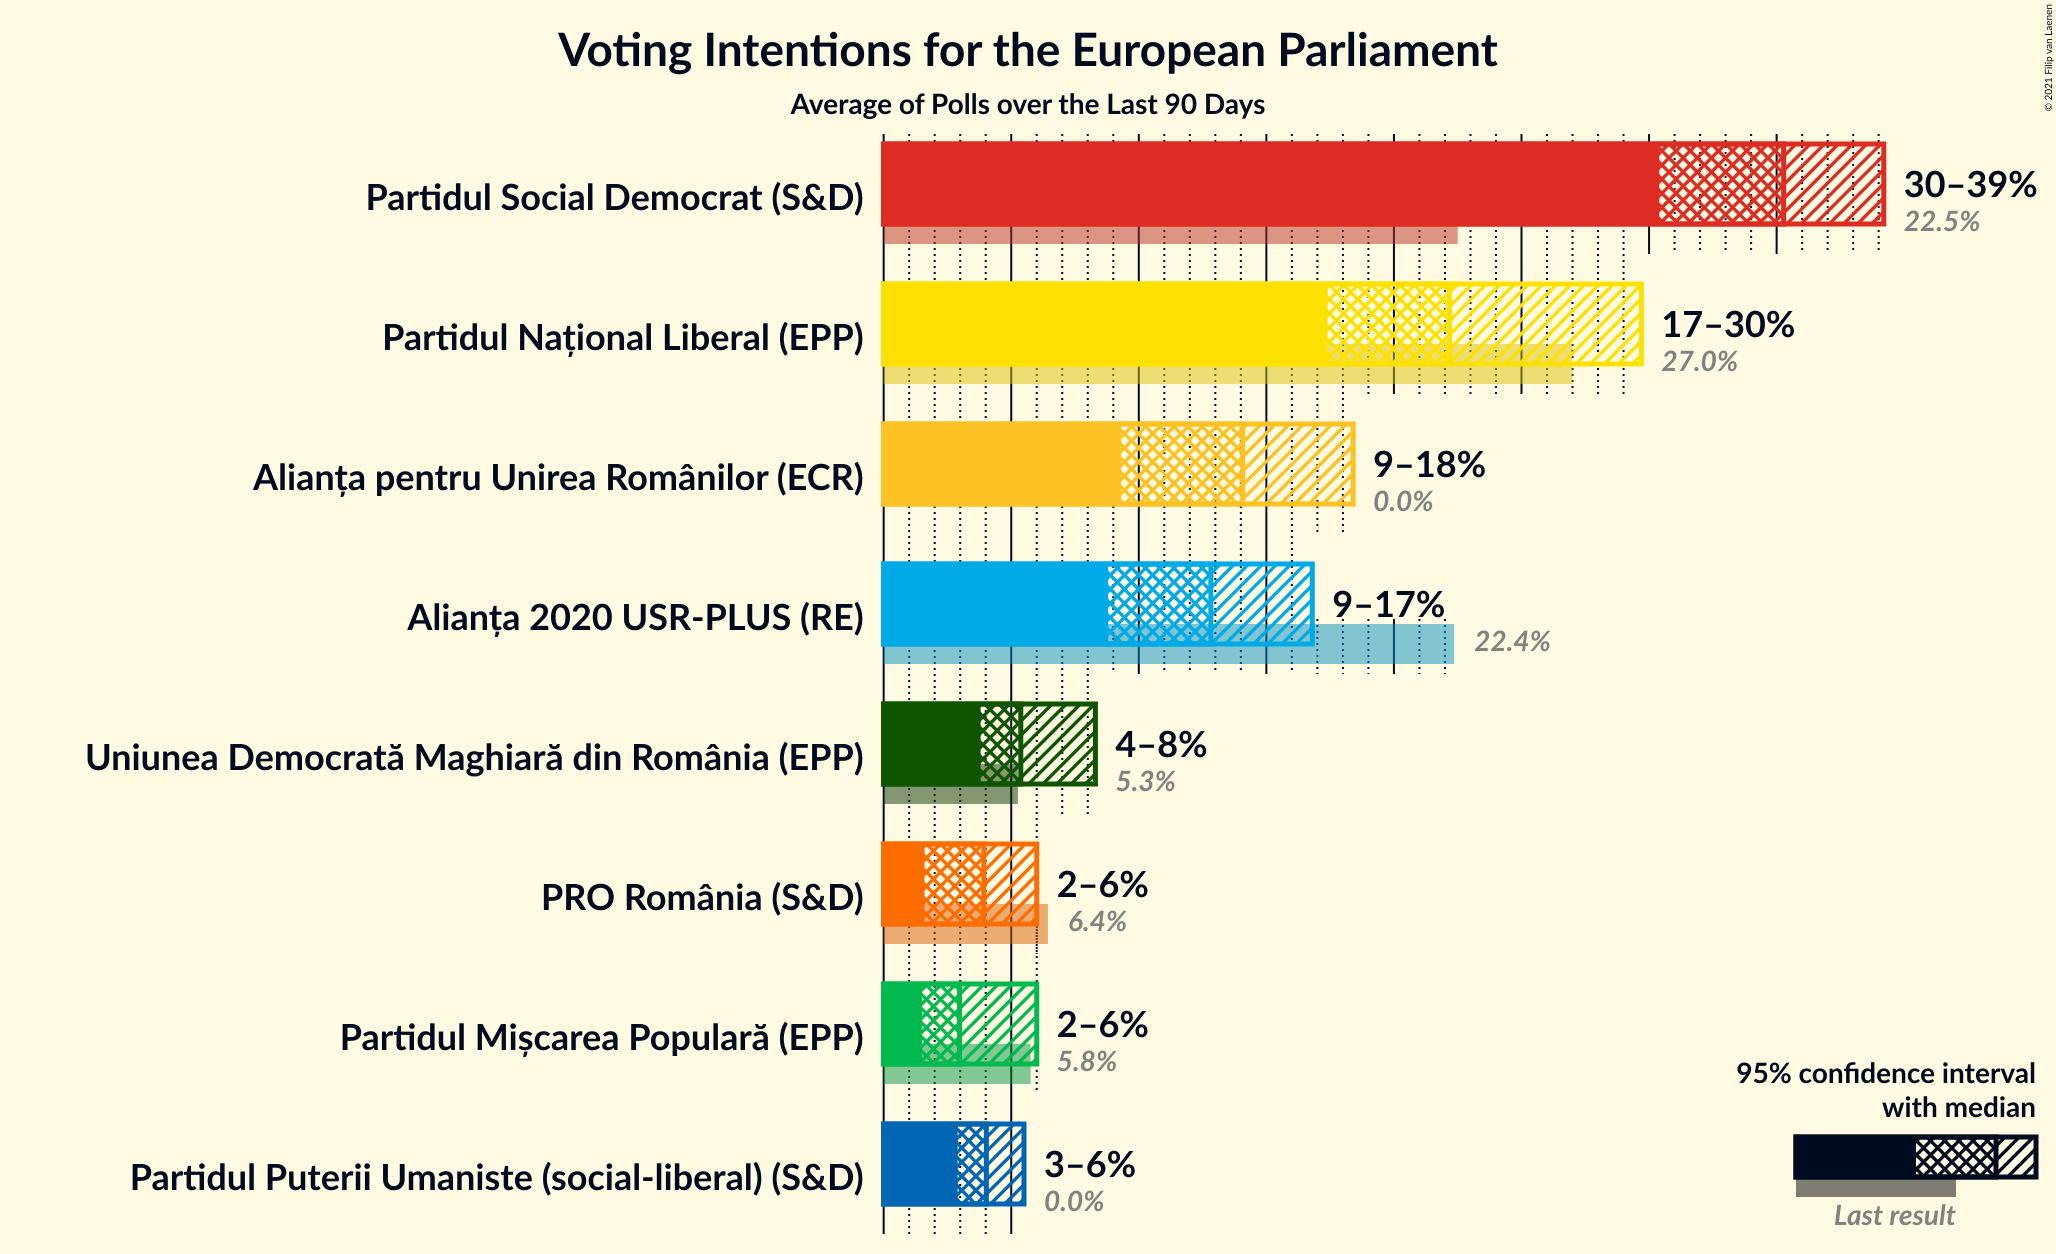 Voting Intentions for the European Parliament
Average of Polls over the Last 90 Days
© 2021 Filip van Laenen
Partidul Social Democrat (S&D)
30–39%
22.5%
Partidul Național Liberal (EPP)
17–30%
27.0%
Alianța pentru Unirea Românilor (ECR)
9–18%
0.0%
Alianța 2020 USR-PLUS (RE)
9–17%
22.4%
Uniunea Democrată Maghiară din România (EPP)
4–8%
5.3%
PRO România (S&D)
2–6%
6.4%
Partidul Mișcarea Populară (EPP)
2–6%
5.8%
Partidul Puterii Umaniste (social-liberal) (S&D)
3–6%
0.0%
95% confidence interval
with median
Last result